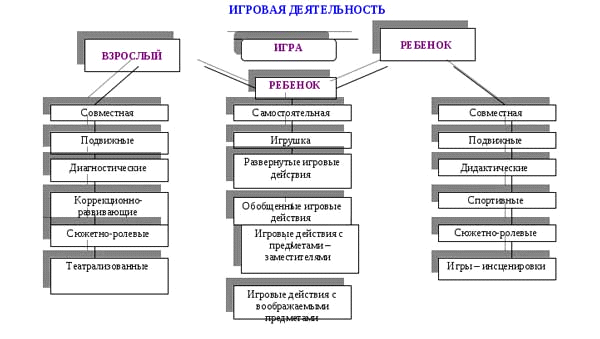 ИГРОВАЯ ДЕЯТЕЛЬНОСТЬ
ВЗРОСЛЫЙ
ИГРА
РЕБЕНОК
РЕБЕНОК
Совместная
Подвижные
Диагностические
Коррекционно-
развивающие
Сюжетно-ролевые
Театрализованные
Самостоятельная
Игрушка
Развернутые игровые
действия
Обобщенные игровые
действия
Игровые действия с
предметами –
заместителями
Игровые действия с
воображаемыми
предметами
Совместная
Подвижные
Дидактические
Спортивные
Сюжетно-ролевые
Игры – инсценировки